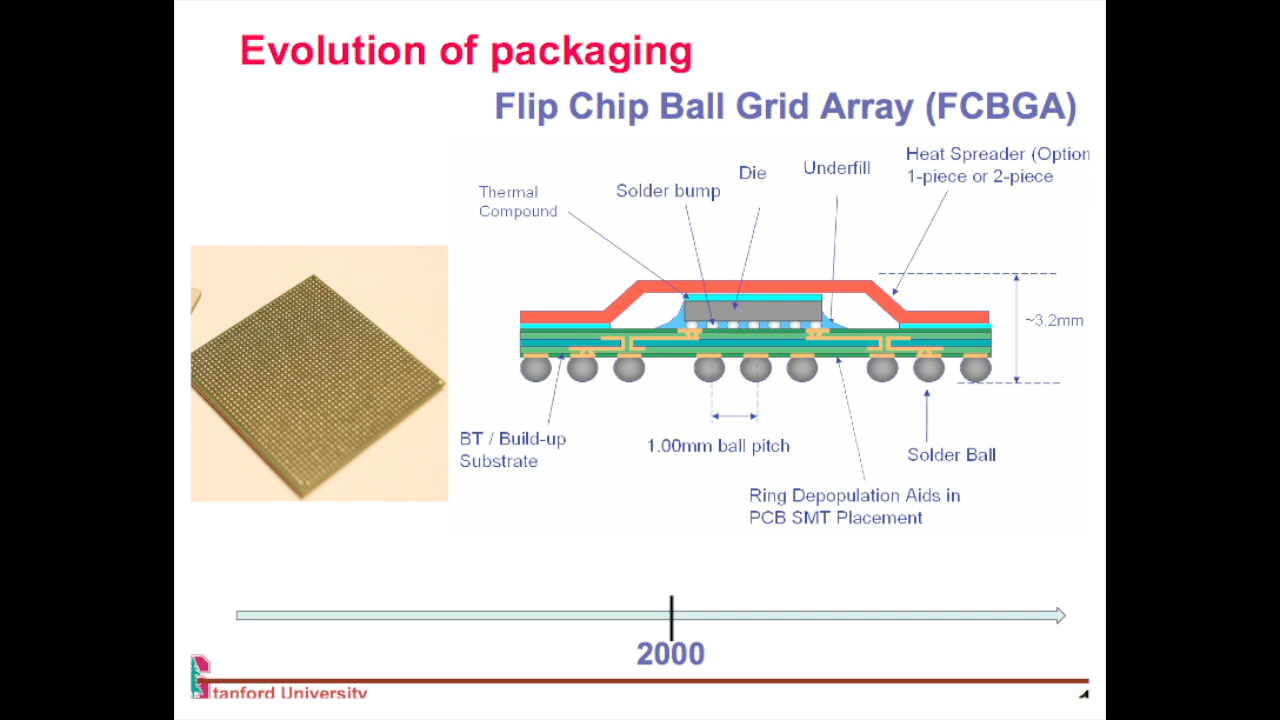 Evolution of packaging
Flip Chip Ball Grid Array (FCBGA)
Heat Spreader (Option
1-piece or 2-piece
Die
Underfill
Thermal
Compound
Solder bump
~3.2mm
BT / Build-up
Substrate
1.00mm ball pitch
Solder Ball
Ring Depopulation Aids in
PCB SMT Placement
2000
Stanford University